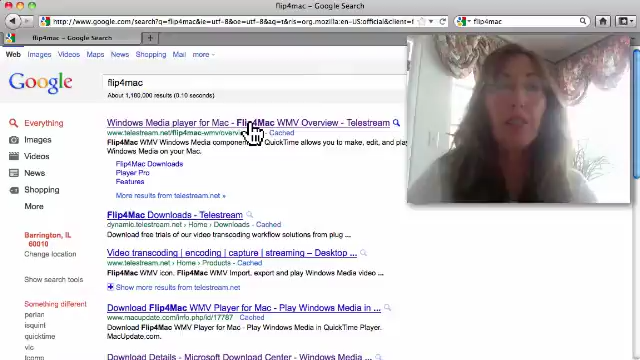 flip4mac - Google Search
http://www.google.com/search?q=flip4mac&ie=utf-8&oe=utf-8&aq=t&rls=org.mozilla:en-US:official&client=f
flip4mac
flip4mac - Google Search
Web Images Videos Maps News Shopping Mail more
Google
flip4mac
About 1,180,000 results (0.10 seconds)
Everything
Images
Videos
News
Shopping
More
Barrington, IL
60010
Change location
Show search tools
Something different
perian
isquint
quicktime
vlc
Windows Media player for Mac - Flip4Mac WMV Overview - Telestream
www.telestream.net/flip4mac-wmv/overv - Cached
Flip4Mac WMV Windows Media QuickTime allows you to make, edit, and play
Windows Media on your Mac.
Flip4Mac Downloads
Player Pro
Features
More results from telestream.net »
Flip4Mac Downloads - Telestream
dynamic.telestream.net › Home › Downloads - Cached
Download free trials of our video transcoding workflow solutions from plug ...
Video transcoding | encoding | capture | streaming – Desktop ...
www.telestream.net › Home › Products - Cached
Flip4Mac WMV icon. Flip4Mac WMV Import, export and play Windows Media video ...
Show more results from telestream.net
Download Flip4Mac WMV Player for Mac - Play Windows Media in ...
www.macupdate.com/info.php/id/17787 - Cached
Download Flip4Mac WMV Player for Mac - Play Windows Media in QuickTime Player.
MacUpdate.com.
Download Details - Microsoft Download Center - Windows Media